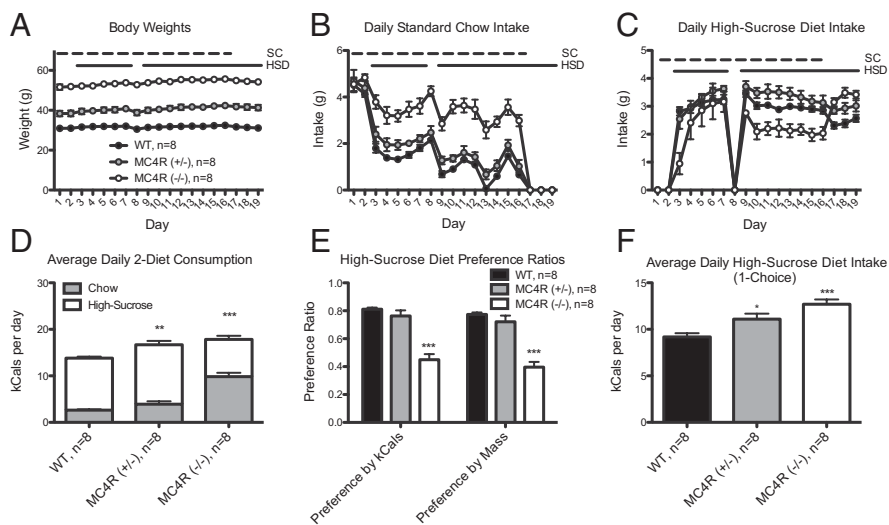 A
Body Weights
SC
HSD
60
40
20
0
Weight (g)
WT, n=8
MC4R (+/-), n=8
MC4R (-/-), n=8
1 2 3 4 5 6 7 8 9 10 11 12 13 14 15 16 17 18 19
Day
B
Daily Standard Chow Intake
SC
HSD
6
4
2
0
Intake (g)
1 2 3 4 5 6 7 8 9 10 11 12 13 14 15 16 17 18 19
Day
C
Daily High-Sucrose Diet Intake
SC
HSD
5
4
3
2
1
0
Intake (g)
1 2 3 4 5 6 7 8 9 10 11 12 13 14 15 16 17 18 19
Day
D
Average Daily 2-Diet Consumption
30
20
10
0
kCals per day
Chow
High-Sucrose
**
***
WT, n=8
MC4R (+/-), n=8
MC4R (-/-), n=8
E
High-Sucrose Diet Preference Ratios
1.0
0.8
0.6
0.4
0.2
0.0
Preference Ratio
WT, n=8
MC4R (+/-), n=8
MC4R (-/-), n=8
***
***
Preference by kCals
Preference by Mass
F
Average Daily High-Sucrose Diet Intake
(1-Choice)
15
10
5
0
kCals per day
*
***
WT, n=8
MC4R (+/-), n=8
MC4R (-/-), n=8